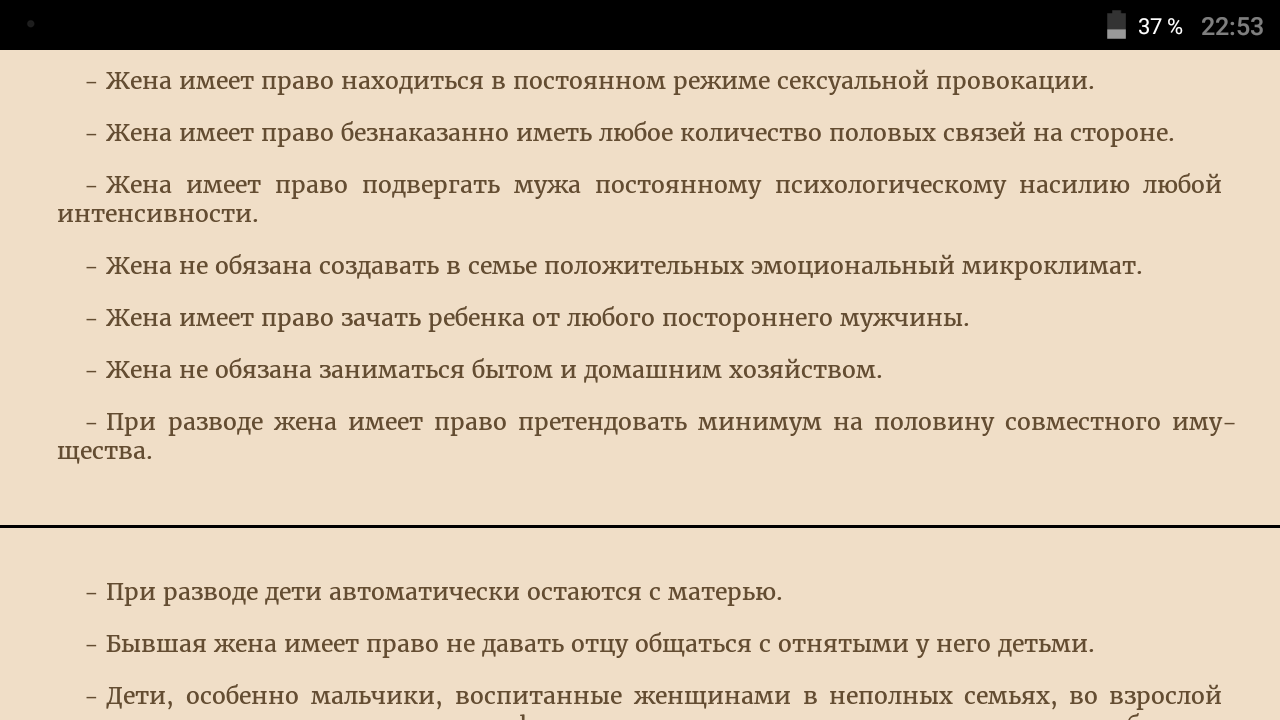 37 % 22:53
– Жена имеет право находиться в постоянном режиме сексуальной провокации.
– Жена имеет право безнаказанно иметь любое количество половых связей на стороне.
– Жена имеет право подвергать мужа постоянному психологическому насилию любой
интенсивности.
– Жена не обязана создавать в семье положительных эмоциональный микроклимат.
– Жена имеет право зачать ребенка от любого постороннего мужчины.
– Жена не обязана заниматься бытом и домашним хозяйством.
– При разводе жена имеет право претендовать минимум на половину совместного иму-
щества.
– При разводе дети автоматически остаются с матерью.
– Бывшая жена имеет право не давать отцу общаться с отнятыми у него детьми.
– Дети, особенно мальчики, воспитанные женщинами в неполных семьях, во взрослой